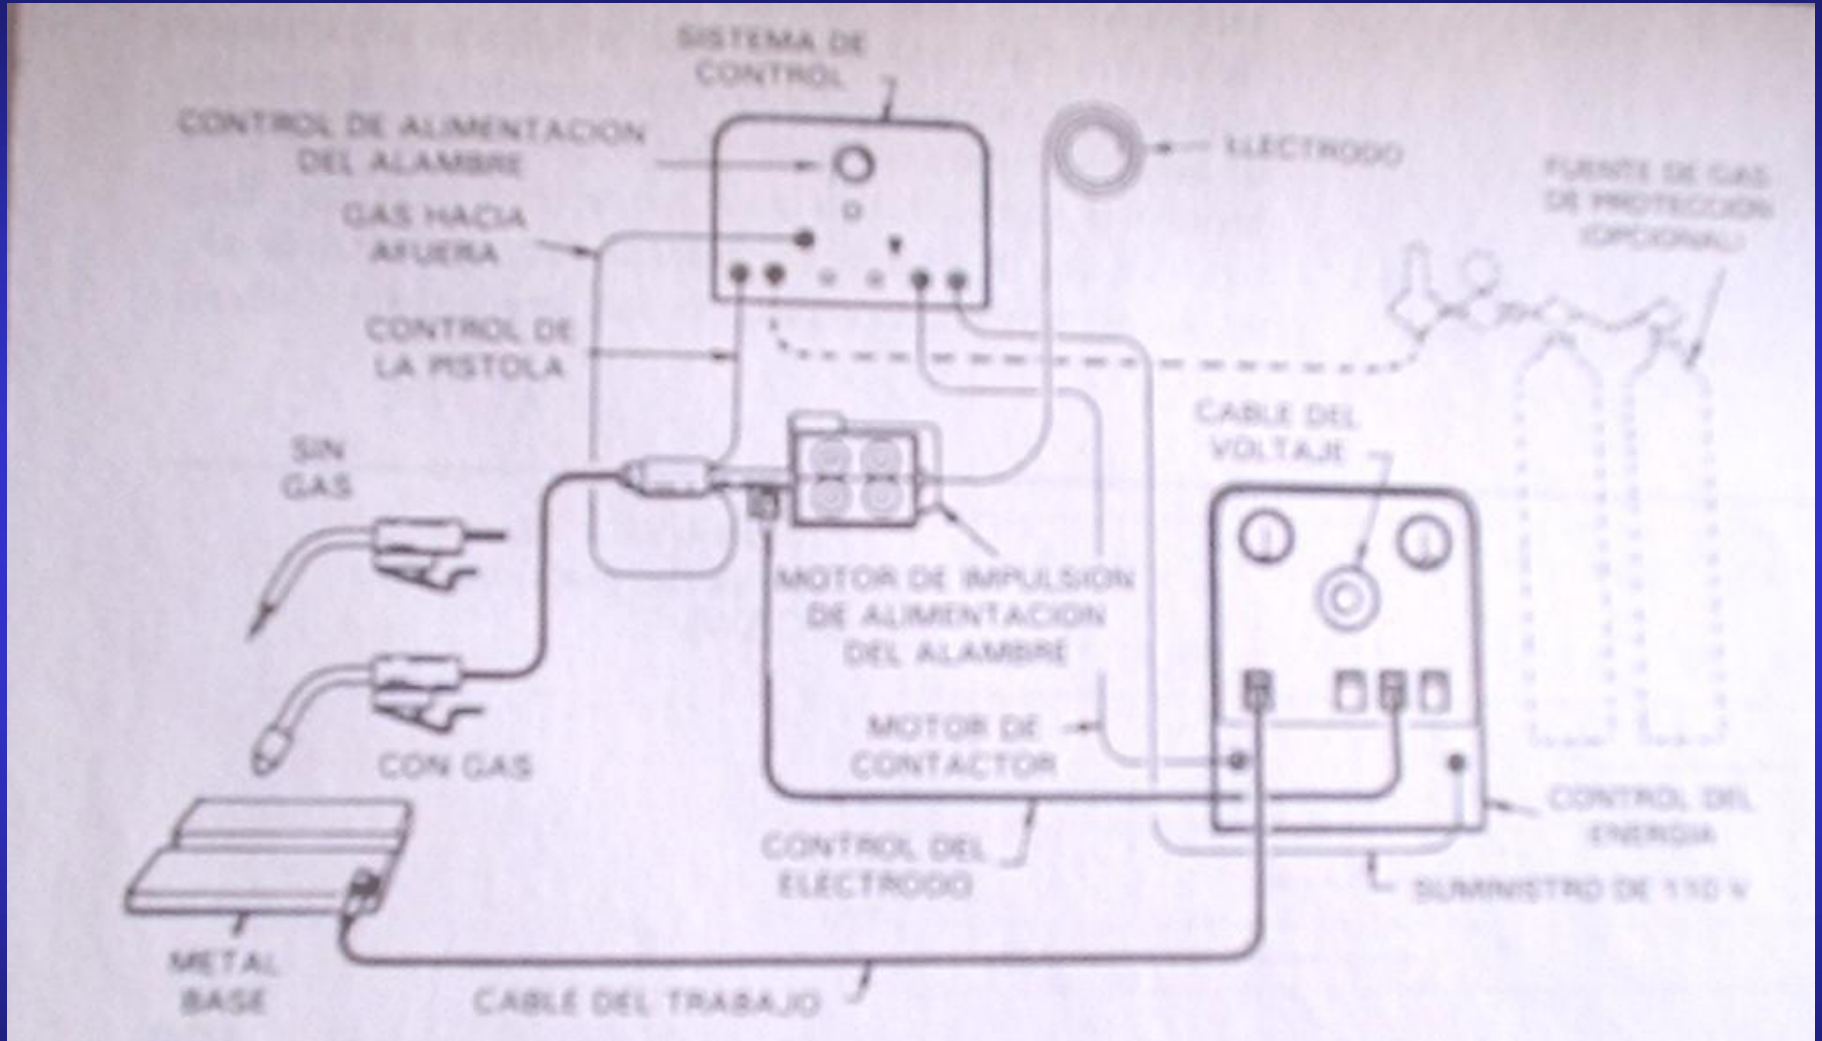 SISTEMA DE
CONTROL
CONTROL DE ALIMENTACION
DEL ALAMBRE
ELECTRODO
FUENTE DE GAS
DE PROTECCION
(OPCIONAL)
GAS HACIA
AFUERA
CONTROL DE
LA PISTOLA
CABLE DEL
VOLTAJE
SIN
GAS
MOTOR DE IMPULSION
DE ALIMENTACION
DEL ALAMBRE
MOTOR DE
CONTACTOR
CON GAS
CONTROL DEL
ENERGIA
CONTROL DEL
ELECTRODO
SUMINISTRO DE 110 V
METAL
BASE
CABLE DEL TRABAJO